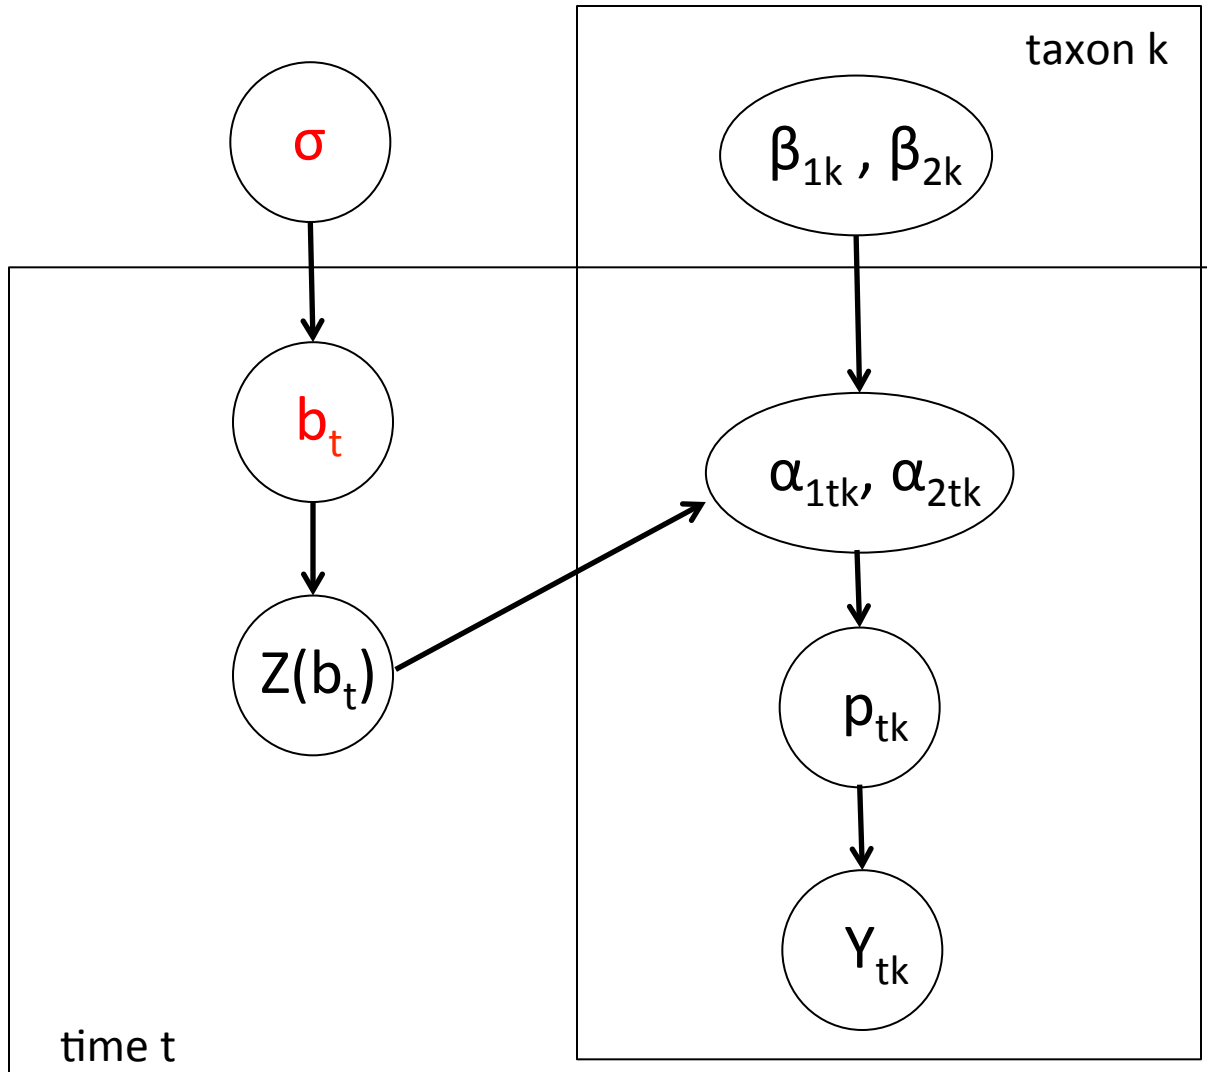 taxon k
σ
β1k , β2k
bt
α1tk, α2tk
Z(bt)
ptk
Ytk
time t